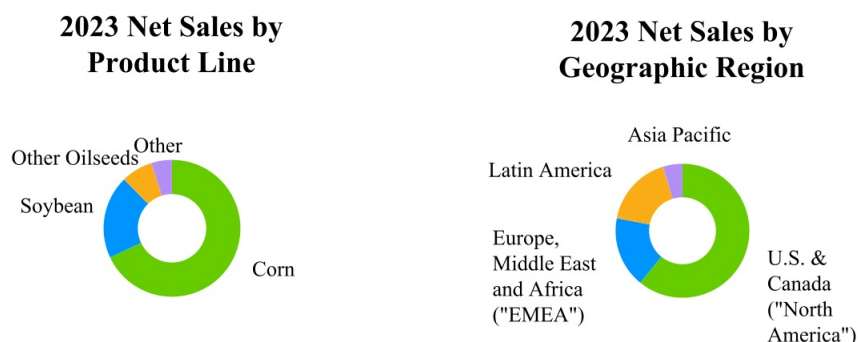 2023 Net Sales by
Product Line
Other
Other Oilseeds
Soybean
Corn
2023 Net Sales by
Geographic Region
Asia Pacific
Latin America
Europe,
Middle East
and Africa
("EMEA")
U.S. &
Canada
("North
America")